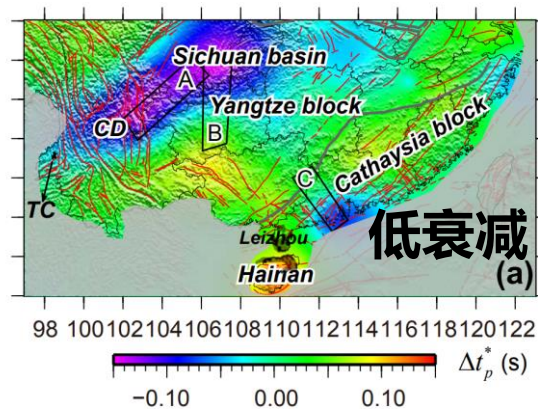 Sichuan basin
A
Yangtze block
CD
B
Cathaysia block
C
TC
Leizhou
低衰减
Hainan
(a)
98 100 102 104 106 108 110 112 114 116 118 120 122
Δt*p (s)
−0.10 0.00 0.10